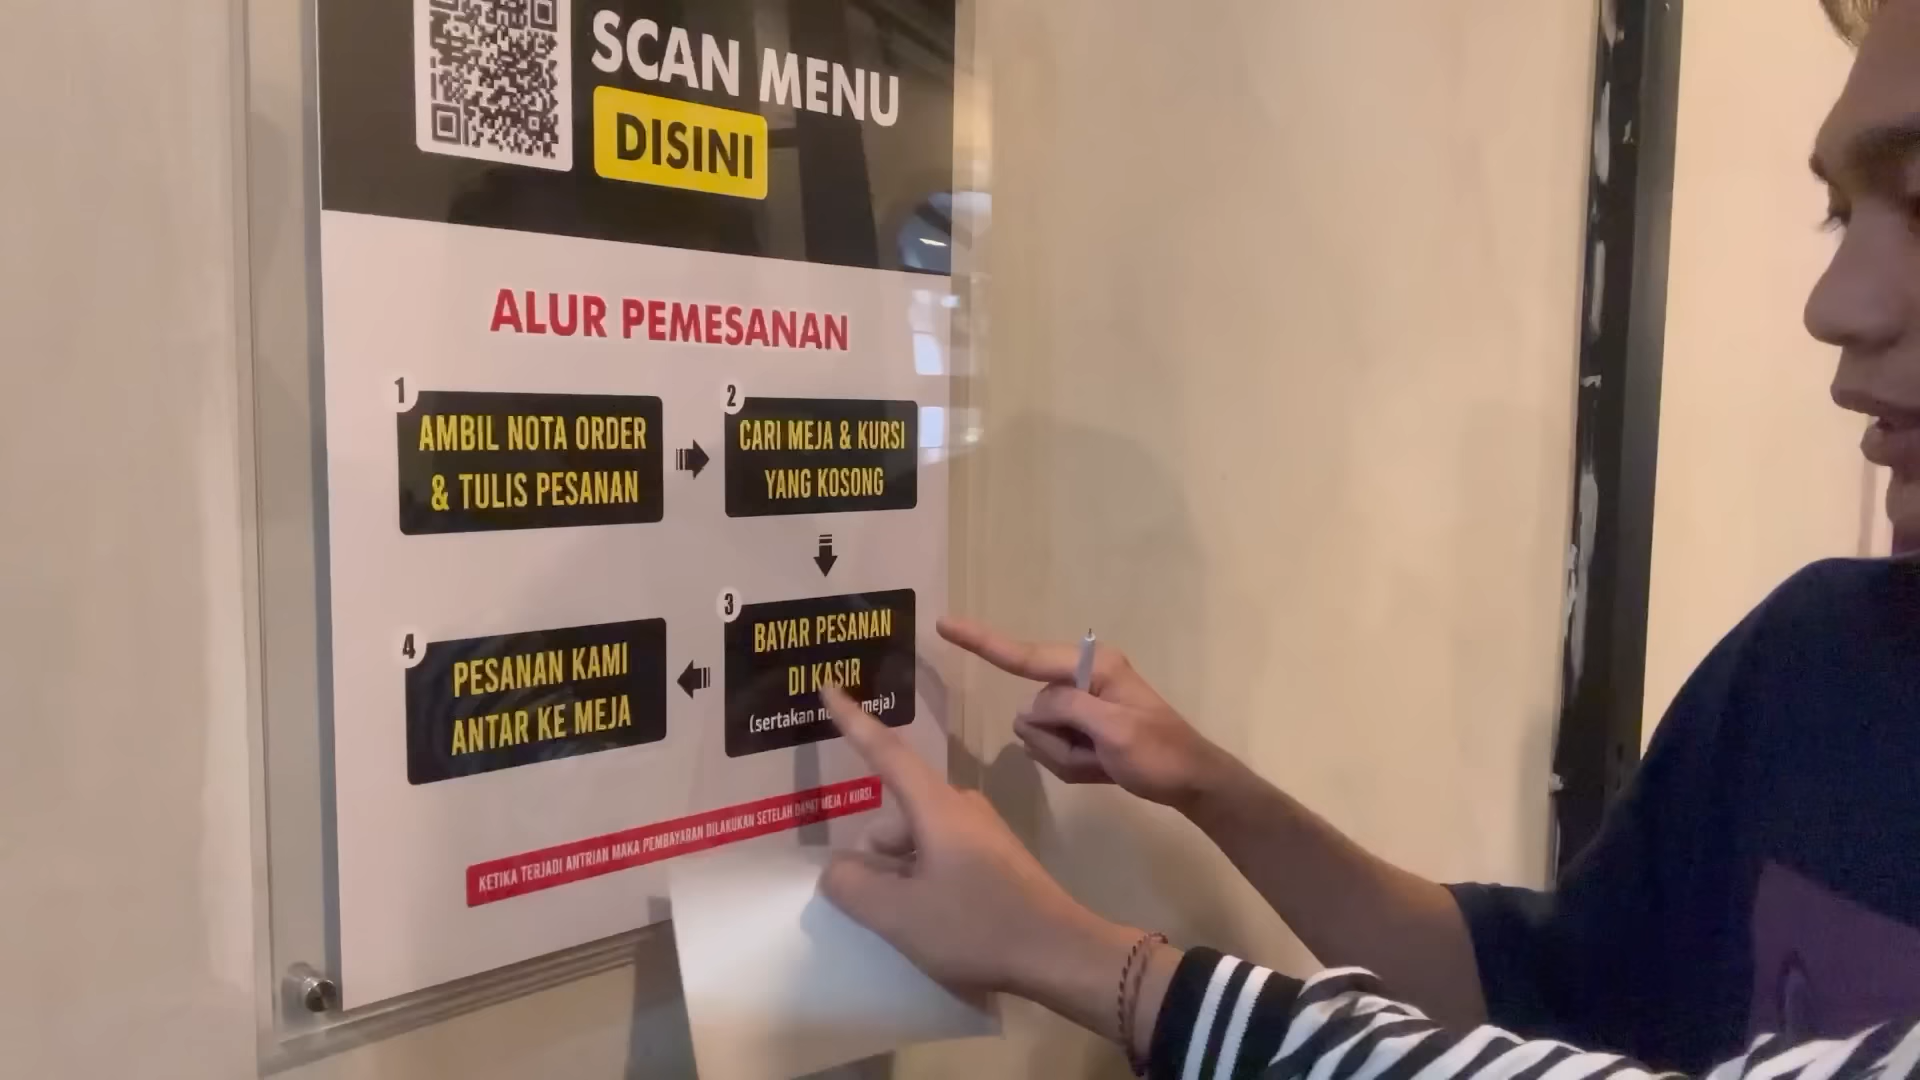 SCAN MENU
DISINI
ALUR PEMESANAN
1
AMBIL NOTA ORDER
& TULIS PESANAN
2
CARI MEJA & KURSI
YANG KOSONG
3
BAYAR PESANAN
DI KASIR
(sertakan meja)
4
PESANAN KAMI
ANTAR KE MEJA
KETIKA TERJADI ANTRIAN MAKA PEMBAYARAN DILAKUKAN SETELAH DAPAT MEJA / KURSI.